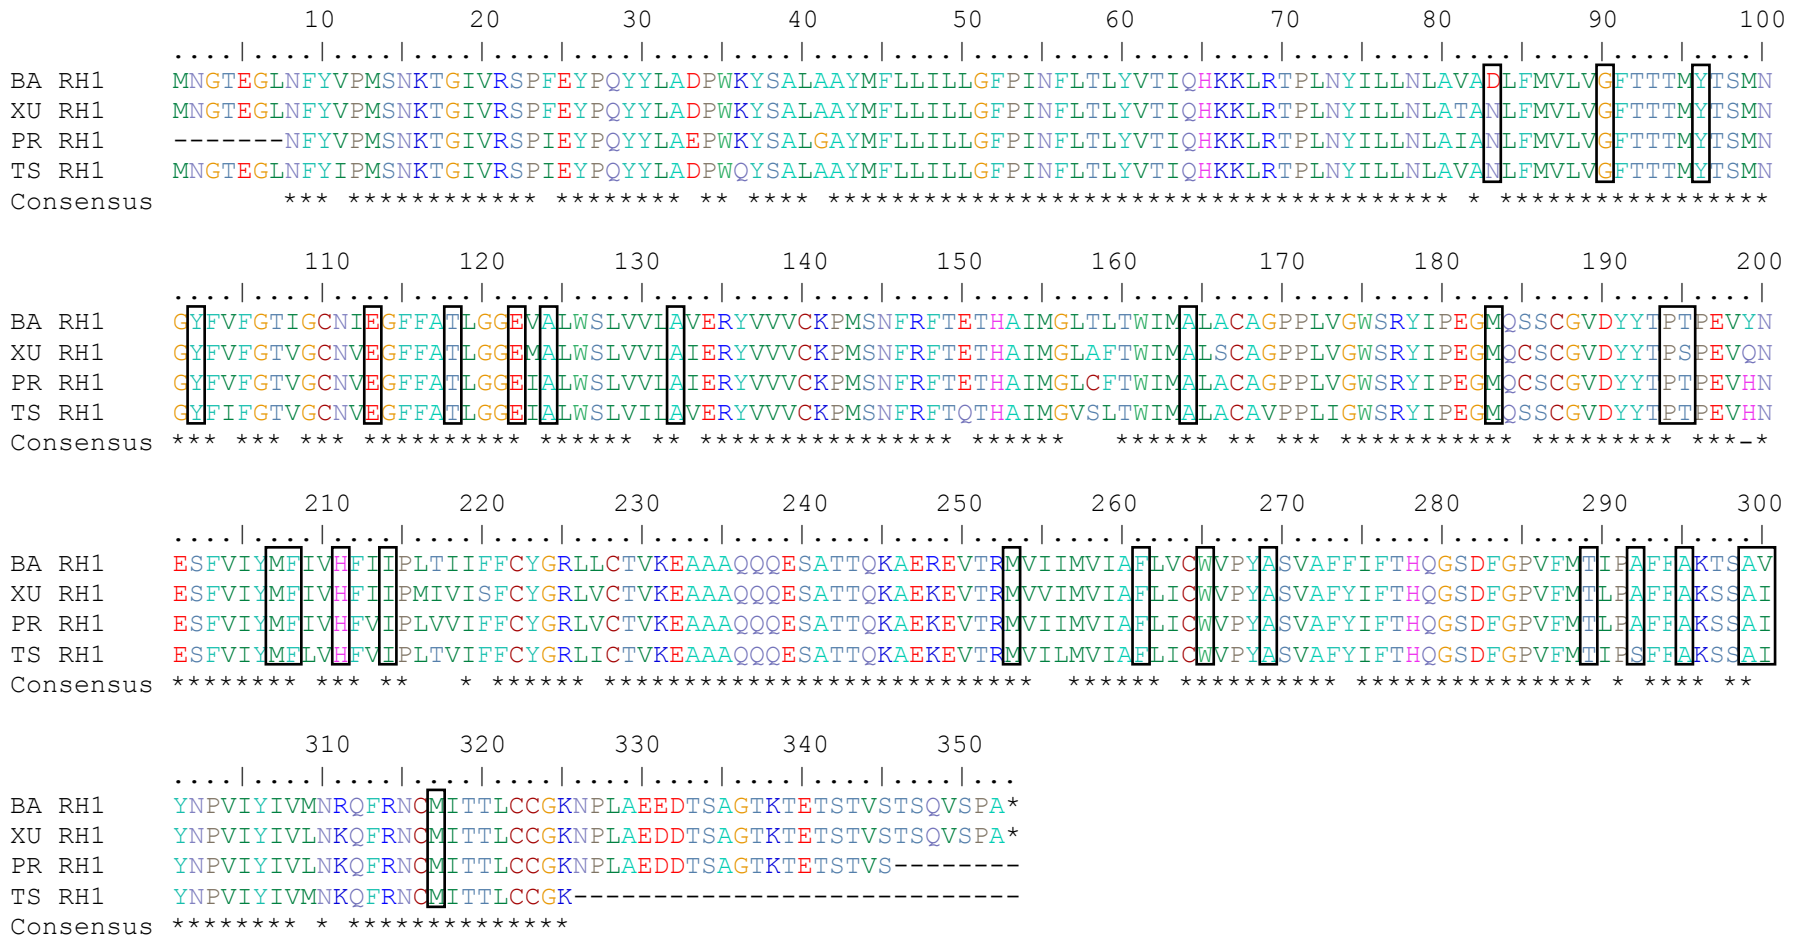 10 20 30 40 50 60 70 80 90 100
....|....|....|....|....|....|....|....|....|....|....|....|....|....|....|....|....|....|....|....|
BA RH1 MNGTEGLNFYVPMSNKTGIVRSPFEYPQYYLADPWKYSALAAYMFLLILLGFPINFLTLYVTIQHKKLRTPLNYILLNLAVADLFMVLVGFTTTMYTSMN
XU RH1 MNGTEGLNFYVPMSNKTGIVRSPFEYPQYYLADPWKYSALAAYMFLLILLGFPINFLTLYVTIQHKKLRTPLNYILLNLATANLFMVLVGFTTTMYTSMN
PR RH1 -------NFYVPMSNKTGIVRSPIEYPQYYLAEPWKYSALGAYMFLLILLGFPINFLTLYVTIQHKKLRTPLNYILLNLAIANLFMVLVGFTTTMYTSMN
TS RH1 MNGTEGLNFYIPMSNKTGIVRSPIEYPQYYLADPWQYSALAAYMFLLILLGFPINFLTLYVTIQHKKLRTPLNYILLNLAVANLFMVLVGFTTTMYTSMN
Consensus        *** ************ ******** ** **** *************************************** * *****************
110 120 130 140 150 160 170 180 190 200
....|....|....|....|....|....|....|....|....|....|....|....|....|....|....|....|....|....|....|....|
BA RH1 GYFVFGTIGCNIEGFFATLGGEVALWSLVVLAVERYVVVCKPMSNFRFTETHAIMGLTLTWIMALACAGPPLVGWSRYIPEGMQSSCGVDYYTPTPEVYN
XU RH1 GYFVFGTVGCNVEGFFATLGGEMALWSLVVLAIERYVVVCKPMSNFRFTETHAIMGLAFTWIMALSCAGPPLVGWSRYIPEGMQCSCGVDYYTPSPEVQN
PR RH1 GYFVFGTVGCNVEGFFATLGGEIALWSLVVLAIERYVVVCKPMSNFRFTETHAIMGLCFTWIMALACAGPPLVGWSRYIPEGMQCSCGVDYYTPTPEVHN
TS RH1 GYFIFGTVGCNVEGFFATLGGEIALWSLVILAVERYVVVCKPMSNFRFTQTHAIMGVSLTWIMALACAVPPLIGWSRYIPEGMQSSCGVDYYTPTPEVHN
Consensus *** *** *** ***************** ** **************** ******   ****** ** *** *********** ********* ***-*
210 220 230 240 250 260 270 280 290 300
....|....|....|....|....|....|....|....|....|....|....|....|....|....|....|....|....|....|....|....|
BA RH1 ESFVIYMFIVHFIIPLTIIFFCYGRLLCTVKEAAAQQQESATTQKAEREVTRMVIIMVIAFLVCWVPYASVAFFIFTHQGSDFGPVFMTIPAFFAKTSAV
XU RH1 ESFVIYMFIVHFIIPMIVISFCYGRLVCTVKEAAAQQQESATTQKAEREVTRMVVIMVIAFLICWVPYASVAFYIFTHQGSDFGPVFMTLPAFFAKSSAI
PR RH1 ESFVIYMFIVHFVIPLVVIFFCYGRLVCTVKEAAAQQQESATTQKAEKEVTRMVIIMVIAFLICWVPYASVAFYIFTHQGSDFGPVFMTLPAFFAKSSAI
TS RH1 ESFVIYMFLVHFVIPLTVIFFCYGRLICTVKEAAAQQQESATTQKAEKEVTRMVILMVIAFLICWVPYASVAFYIFTHQGSDFGPVFMTIPSFFAKSSAI
Consensus ******** *** **   * ****** ***************************  ****** ********** *************** * **** **
310 320 330 340 350
....|....|....|....|....|....|....|....|....|....|...
BA RH1 YNPVIYIVMNRQFRNCMITTLCCGKNPLAEEDTSAGTKTETSTVSTSQVSPA*
XU RH1 YNPVIYIVLNKQFRNCMITTLCCGKNPLAEDDTSAGTKTETSTVSTSQVSPA*
PR RH1 YNPVIYIVLNKQFRNCMITTLCCGKNPLAEDDTSAGTKTETSTVS--------
TS RH1 YNPVIYIVMNKQFRNCMITTLCCGK----------------------------
Consensus ******** * **************